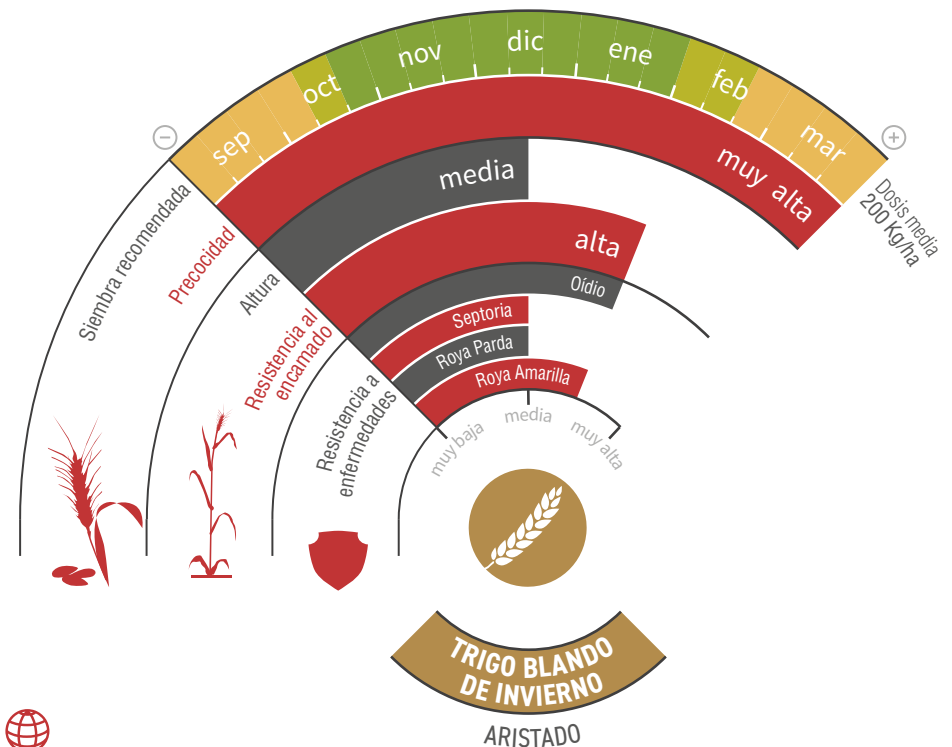 sep
oct
nov
dic
ene
feb
mar
Siembra recomendada
Dosis media
200 Kg/ha
Precocidad
muy alta
Altura
media
Resistencia al
encamado
alta
Resistencia a
enfermedades
Oídio
Septoria
Roya Parda
Roya Amarilla
muy baja
media
muy alta
TRIGO BLANDO
DE INVIERNO
ARISTADO